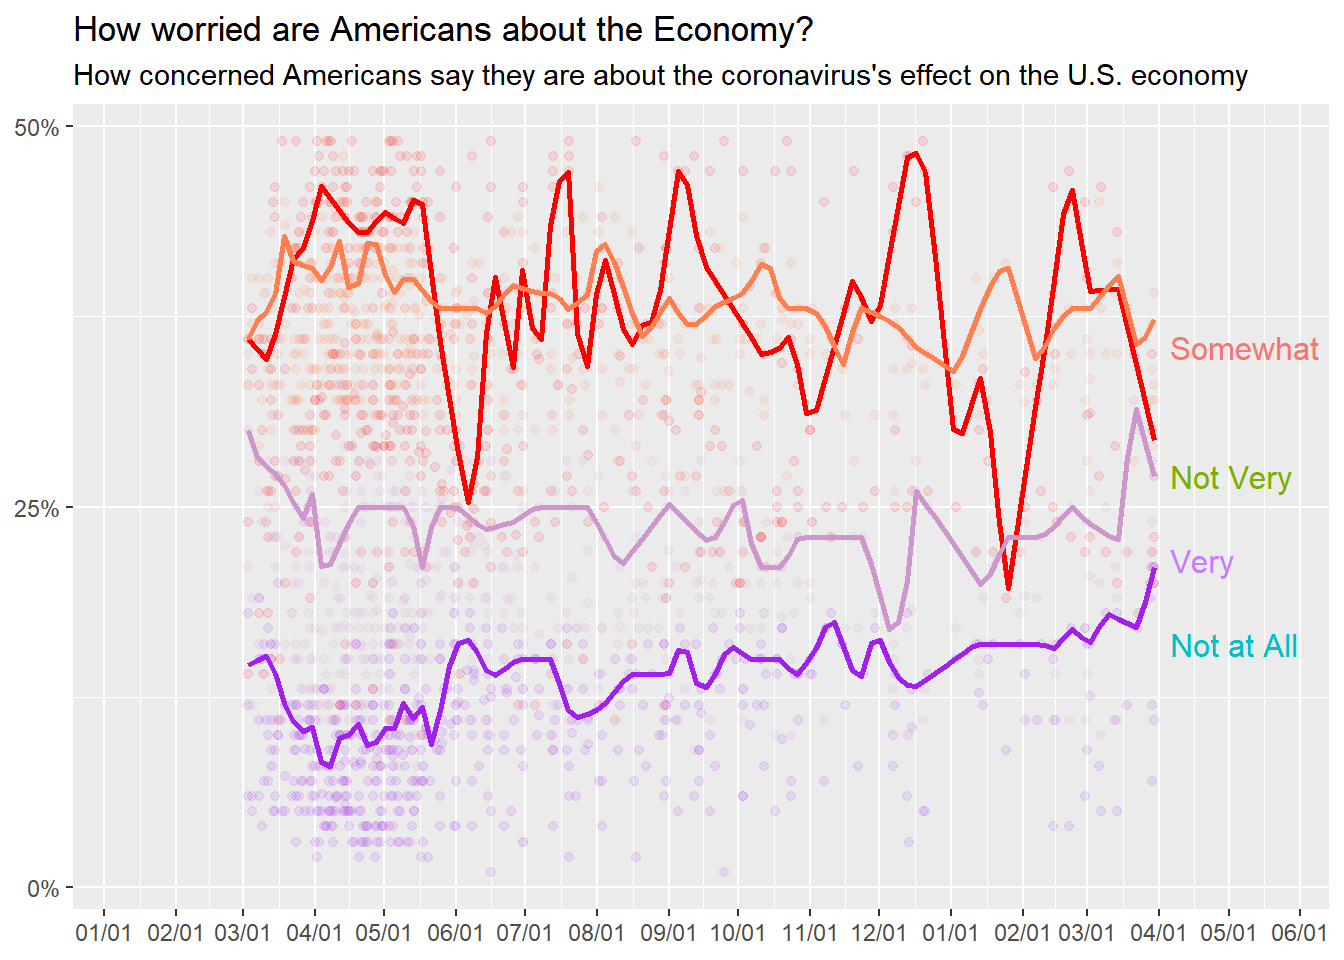 How worried are Americans about the Economy?
How concerned Americans say they are about the coronavirus's effect on the U.S. economy
50%
25%
0%
Somewhat
Not Very
Very
Not at All
01/01 02/01 03/01 04/01 05/01 06/01 07/01 08/01 09/01 10/01 11/01 12/01 01/01 02/01 03/01 04/01 05/01 06/01